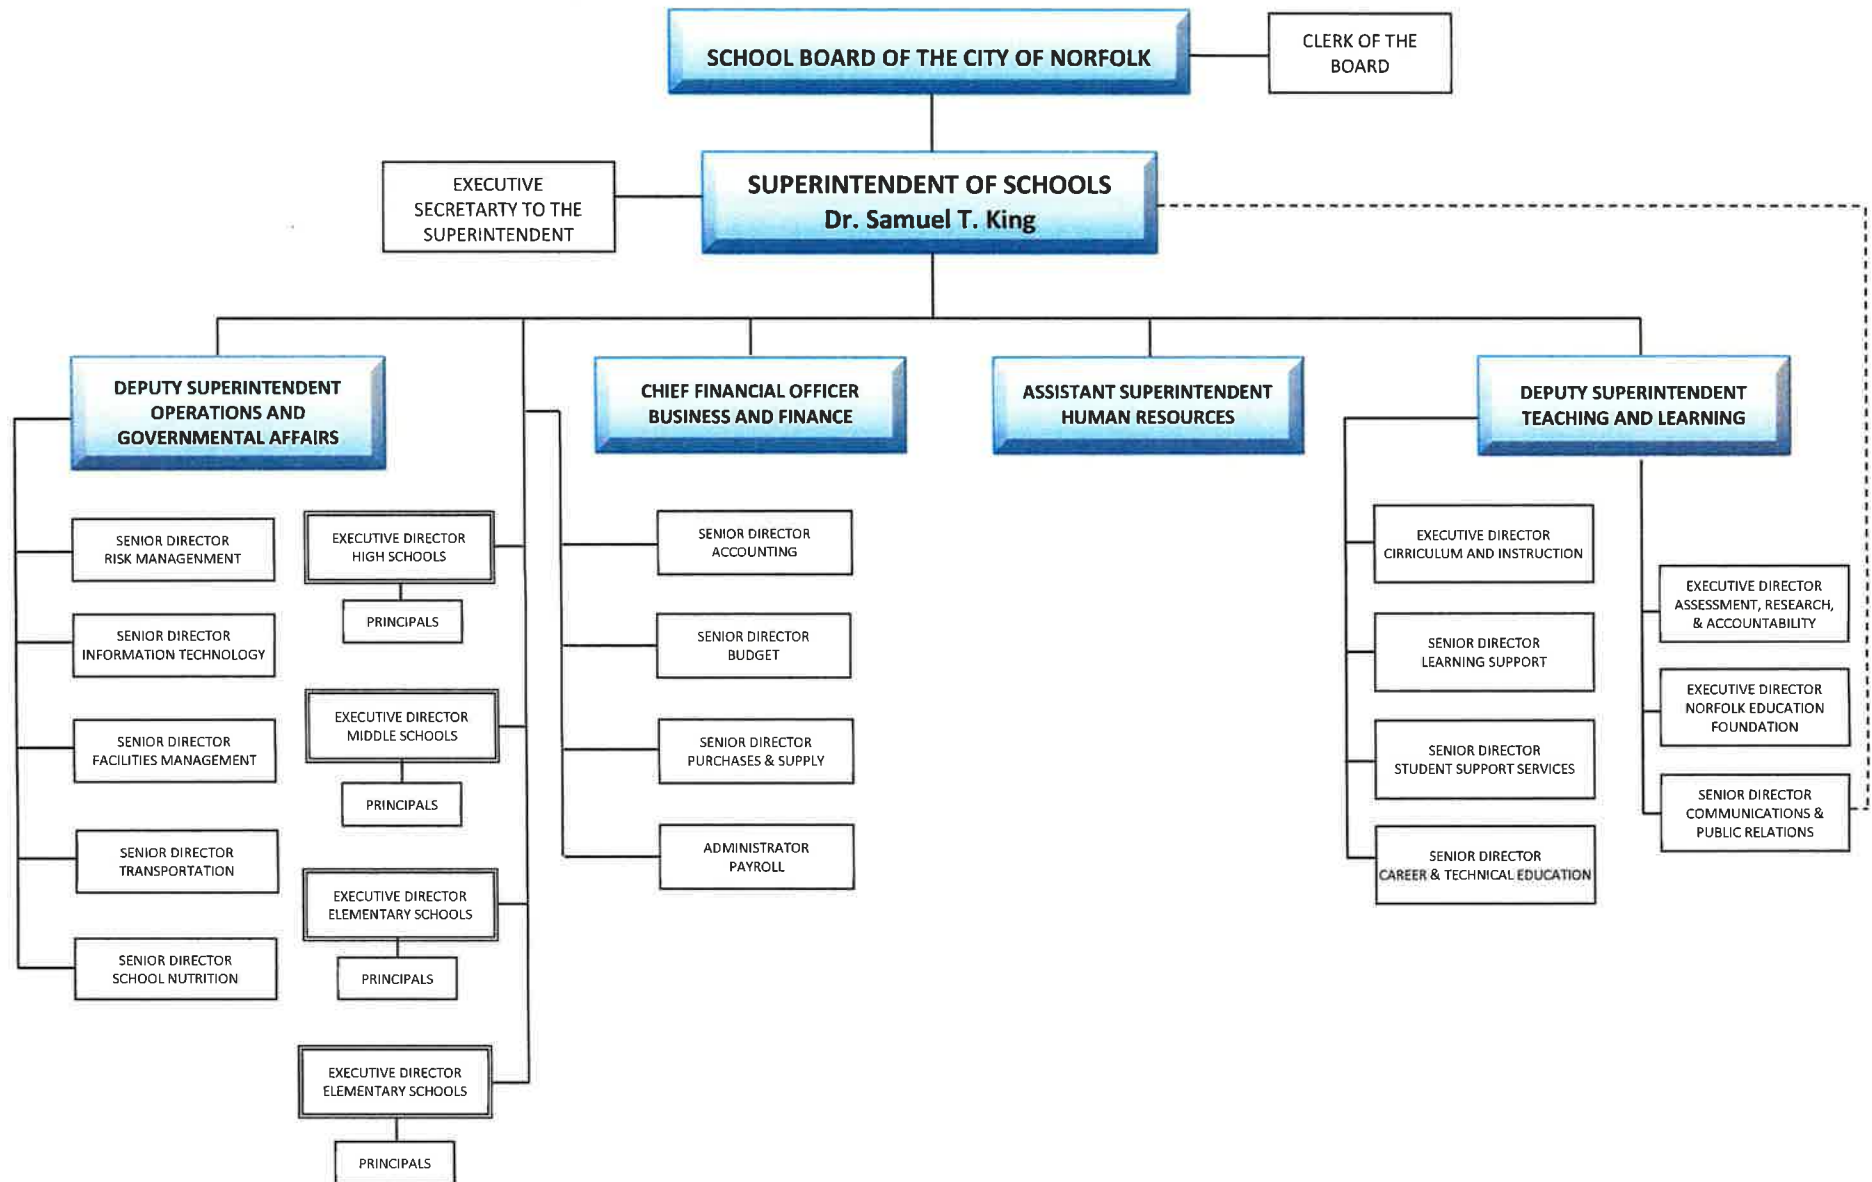 SCHOOL BOARD OF THE CITY OF NORFOLK
CLERK OF THE
BOARD
EXECUTIVE
SECRETARTY TO THE
SUPERINTENDENT
SUPERINTENDENT OF SCHOOLS
Dr. Samuel T. King
DEPUTY SUPERINTENDENT
OPERATIONS AND
GOVERNMENTAL AFFAIRS
CHIEF FINANCIAL OFFICER
BUSINESS AND FINANCE
ASSISTANT SUPERINTENDENT
HUMAN RESOURCES
DEPUTY SUPERINTENDENT
TEACHING AND LEARNING
SENIOR DIRECTOR
RISK MANAGENMENT
SENIOR DIRECTOR
INFORMATION TECHNOLOGY
SENIOR DIRECTOR
FACILITIES MANAGEMENT
SENIOR DIRECTOR
TRANSPORTATION
SENIOR DIRECTOR
SCHOOL NUTRITION
EXECUTIVE DIRECTOR
HIGH SCHOOLS
PRINCIPALS
EXECUTIVE DIRECTOR
MIDDLE SCHOOLS
PRINCIPALS
EXECUTIVE DIRECTOR
ELEMENTARY SCHOOLS
PRINCIPALS
EXECUTIVE DIRECTOR
ELEMENTARY SCHOOLS
PRINCIPALS
SENIOR DIRECTOR
ACCOUNTING
SENIOR DIRECTOR
BUDGET
SENIOR DIRECTOR
PURCHASES & SUPPLY
ADMINISTRATOR
PAYROLL
EXECUTIVE DIRECTOR
CIRRICULUM AND INSTRUCTION
SENIOR DIRECTOR
LEARNING SUPPORT
SENIOR DIRECTOR
STUDENT SUPPORT SERVICES
SENIOR DIRECTOR
CAREER & TECHNICAL EDUCATION
EXECUTIVE DIRECTOR
ASSESSMENT, RESEARCH,
& ACCOUNTABILITY
EXECUTIVE DIRECTOR
NORFOLK EDUCATION
FOUNDATION
SENIOR DIRECTOR
COMMUNICATIONS &
PUBLIC RELATIONS